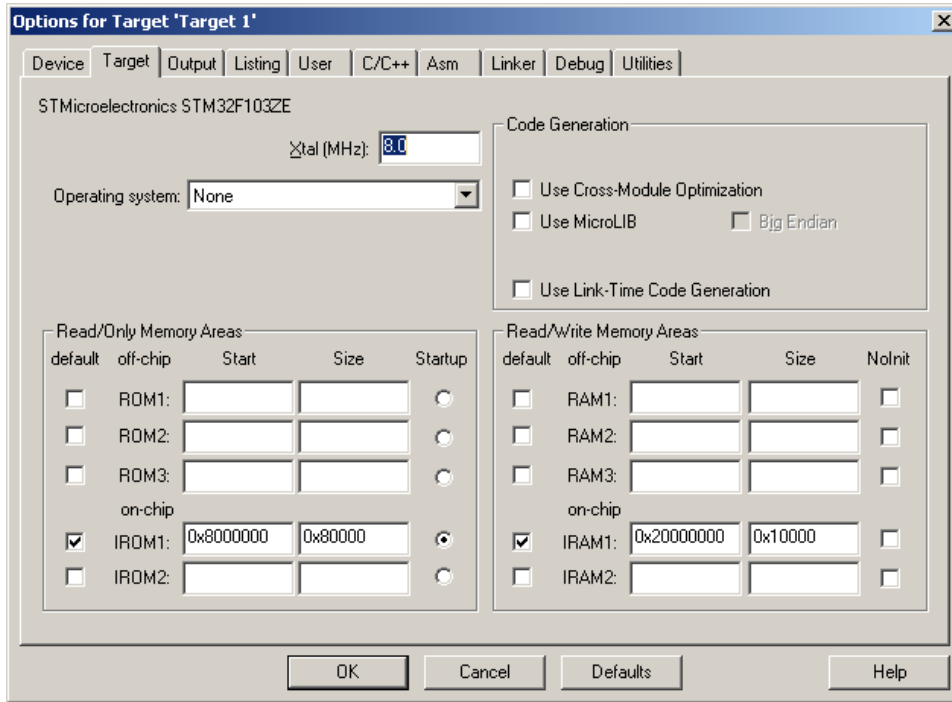 Options for Target 'Target 1'
Device Target Output Listing User C/C++ Asm Linker Debug Utilities
STMicroelectronics STM32F103ZE
Xtal (MHz): 8.0
Operating system: None
Code Generation
Use Cross-Module Optimization
Use MicroLIB Big Endian
Use Link-Time Code Generation
Read/Only Memory Areas
default off-chip Start Size Startup
ROM1:
ROM2:
ROM3:
on-chip
IROM1: 0x8000000 0x80000
IROM2:
Read/Write Memory Areas
default off-chip Start Size NoInit
RAM1:
RAM2:
RAM3:
on-chip
IRAM1: 0x20000000 0x10000
IRAM2:
OK Cancel Defaults Help